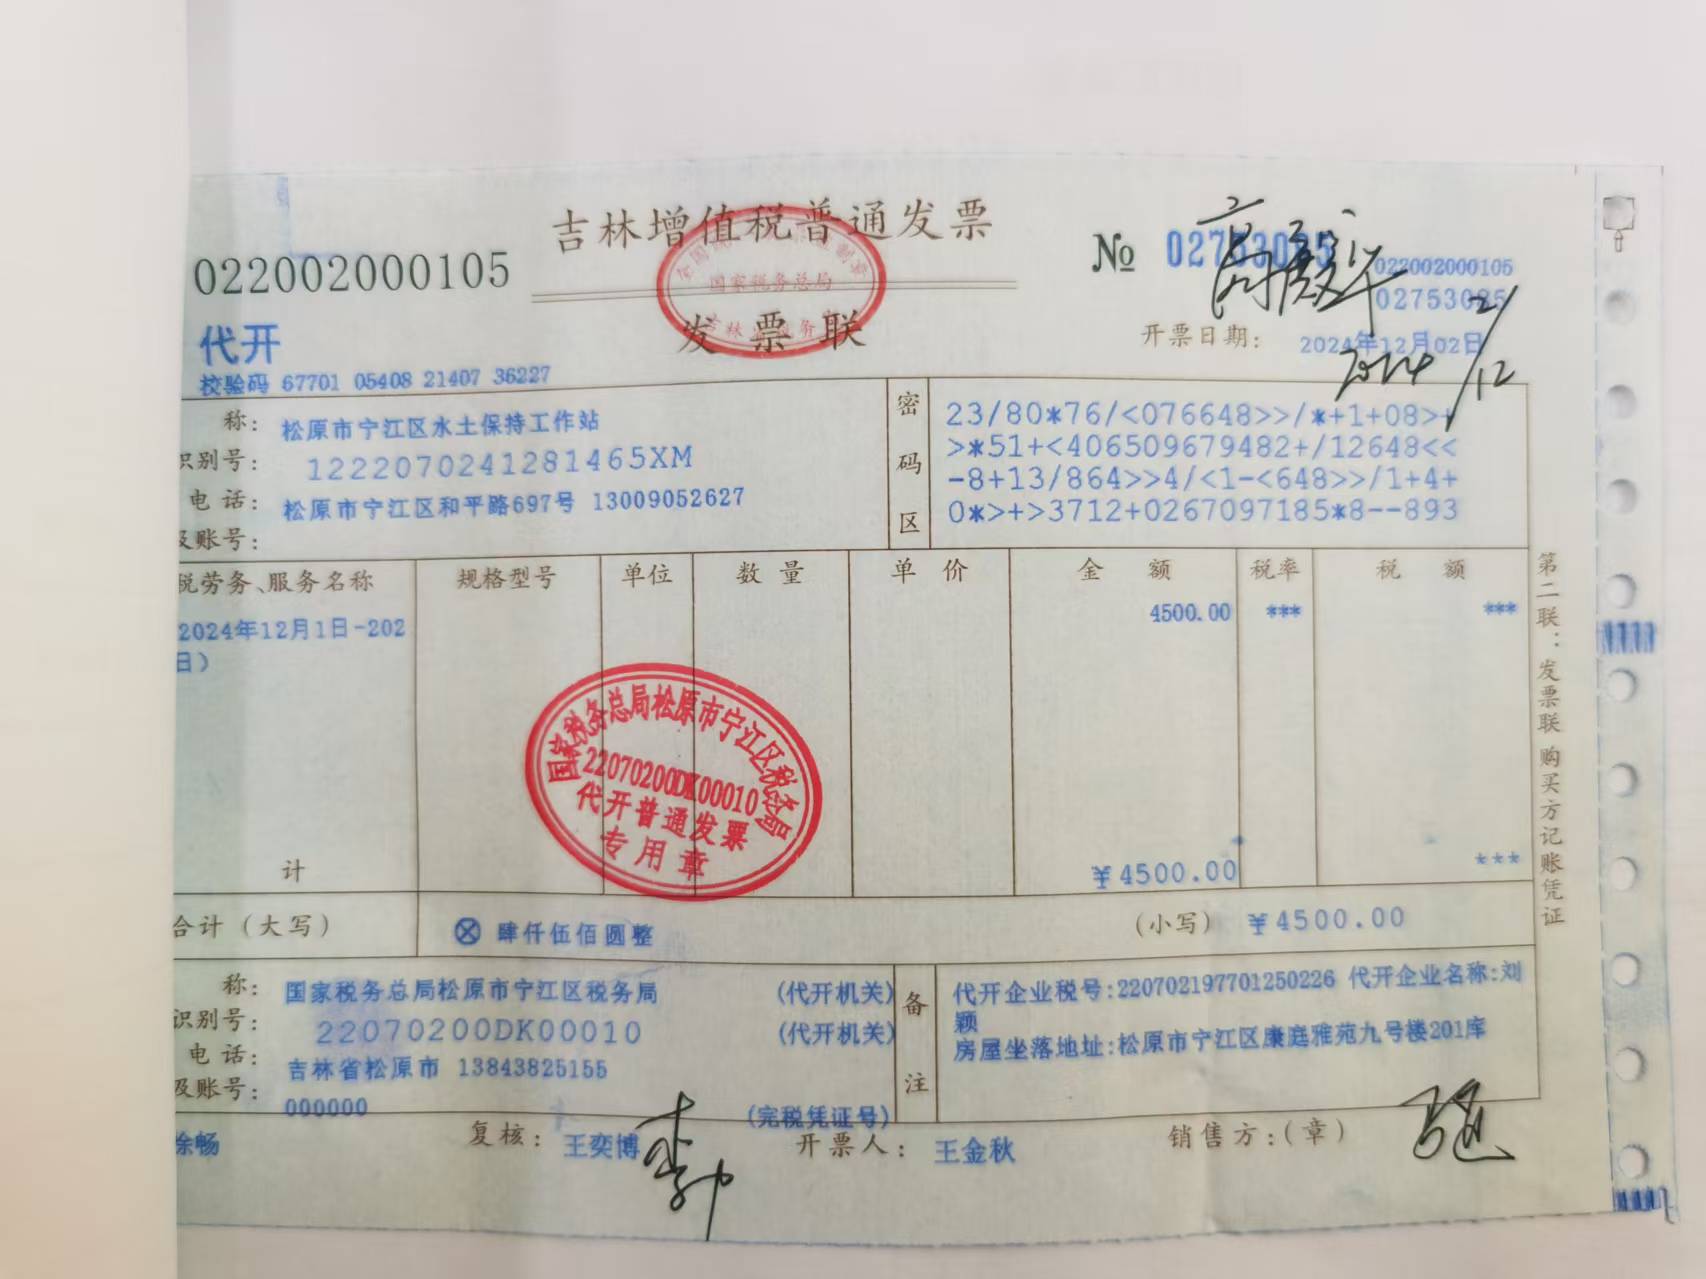 吉林增值税普通发票
022002000105
No 02753085
022002000105
02753085
代开
发票联
国家税务总局
开票日期: 2024年12月02日
2024 12/2
校验码 67701 05408 21407 36227
称: 松原市宁江区水土保持工作站
识别号: 1222070241281465XM
电话: 松原市宁江区和平路697号 13009052627
及账号:
密码区
23/80*76/<076648>>/*+1+08>+
>*51+<406509679482+/12648<<
-8+13/864>>4/<1-<648>>/1+4+
0*>+>3712+0267097185*8--893
税劳务、服务名称 规格型号 单位 数量 单价 金额 税率 税额
2024年12月1日-202 4500.00 *** ***
日)
国家税务总局松原市宁江区税务局
22070200DK00010
代开普通发票
专用章
计 ¥4500.00 ***
合计(大写) ⊗ 肆仟伍佰圆整 (小写) ¥4500.00
称: 国家税务总局松原市宁江区税务局 (代开机关)
识别号: 22070200DK00010 (代开机关)
电话: 吉林省松原市 13843825155
及账号: 000000 (完税凭证号)
备注
代开企业税号:220702197701250226 代开企业名称:刘
颖
房屋坐落地址:松原市宁江区康庭雅苑九号楼201库
徐畅 复核: 王奕博 开票人: 王金秋 销售方:(章)
第二联:发票联 购买方记账凭证